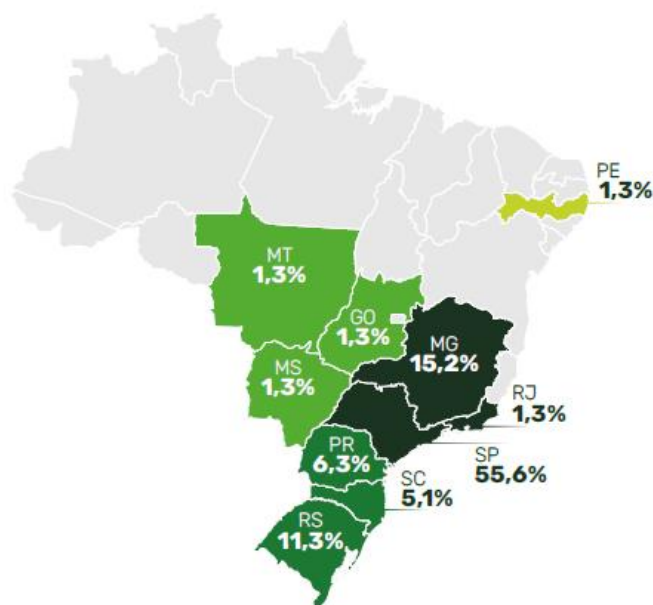 PE
1,3%
MT
1,3%
GO
1,3%
MG
15,2%
MS
1,3%
RJ
1,3%
PR
6,3%
SP
55,6%
SC
5,1%
RS
11,3%